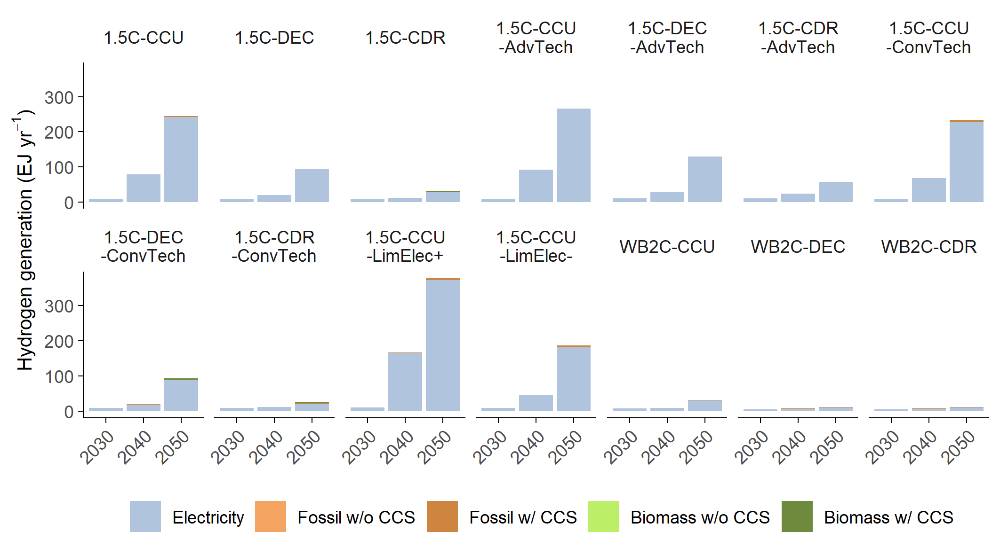 1.5C-CCU
1.5C-DEC
1.5C-CDR
1.5C-CCU
-AdvTech
1.5C-DEC
-AdvTech
1.5C-CDR
-AdvTech
1.5C-CCU
-ConvTech
300
200
100
0
Hydrogen generation (EJ yr⁻¹)
1.5C-DEC
-ConvTech
1.5C-CDR
-ConvTech
1.5C-CCU
-LimElec+
1.5C-CCU
-LimElec-
WB2C-CCU
WB2C-DEC
WB2C-CDR
300
200
100
0
2030 2040 2050
2030 2040 2050
2030 2040 2050
2030 2040 2050
2030 2040 2050
2030 2040 2050
2030 2040 2050
Electricity
Fossil w/o CCS
Fossil w/ CCS
Biomass w/o CCS
Biomass w/ CCS